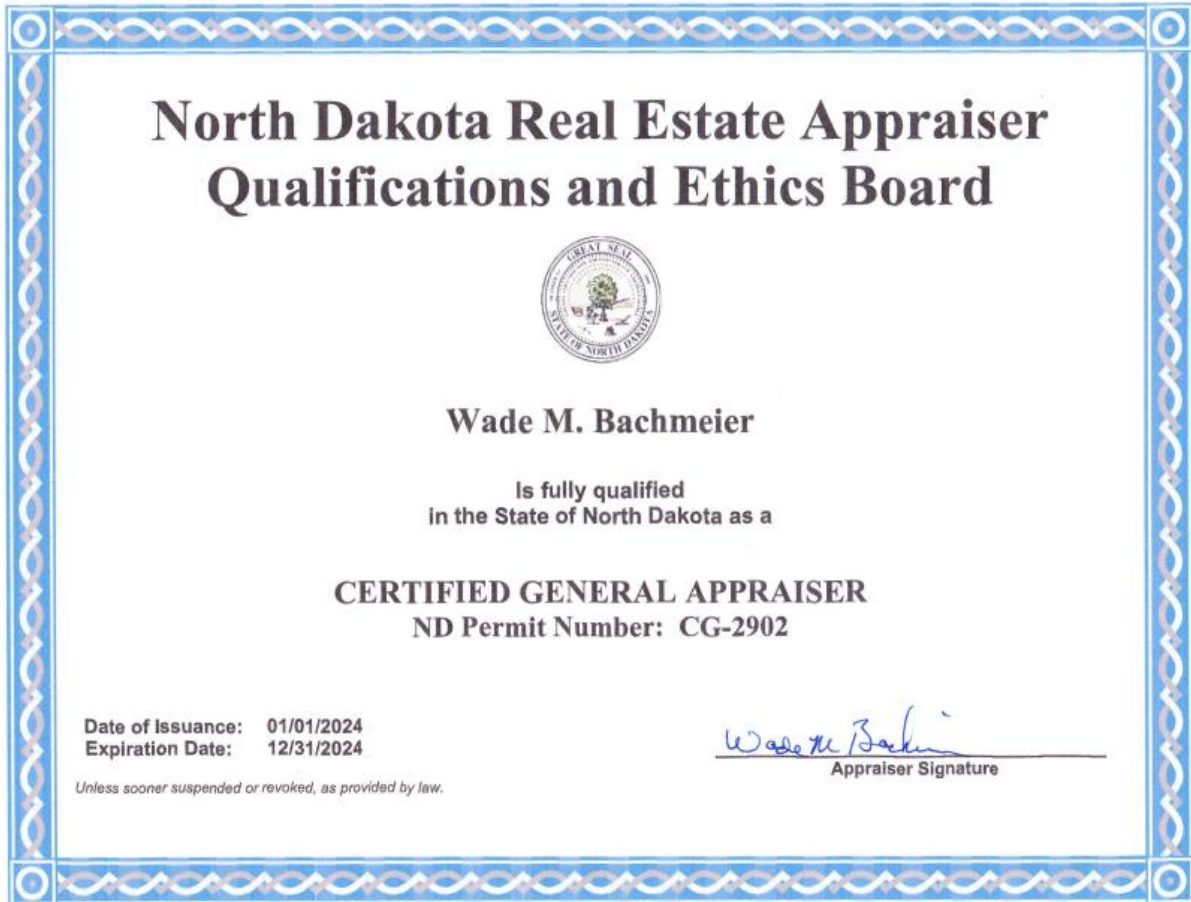 North Dakota Real Estate Appraiser
Qualifications and Ethics Board
GREAT SEAL
STATE OF NORTH DAKOTA
Wade M. Bachmeier
Is fully qualified
in the State of North Dakota as a
CERTIFIED GENERAL APPRAISER
ND Permit Number: CG-2902
Date of Issuance: 01/01/2024
Expiration Date: 12/31/2024
Unless sooner suspended or revoked, as provided by law.
Wade M
Appraiser Signature